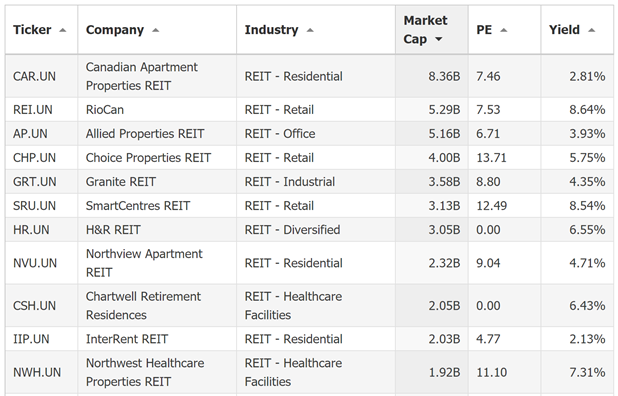 Ticker Company Industry Market Cap PE Yield
CAR.UN Canadian Apartment Properties REIT REIT - Residential 8.36B 7.46 2.81%
REI.UN RioCan REIT - Retail 5.29B 7.53 8.64%
AP.UN Allied Properties REIT REIT - Office 5.16B 6.71 3.93%
CHP.UN Choice Properties REIT REIT - Retail 4.00B 13.71 5.75%
GRT.UN Granite REIT REIT - Industrial 3.58B 8.80 4.35%
SRU.UN SmartCentres REIT REIT - Retail 3.13B 12.49 8.54%
HR.UN H&R REIT REIT - Diversified 3.05B 0.00 6.55%
NVU.UN Northview Apartment REIT REIT - Residential 2.32B 9.04 4.71%
CSH.UN Chartwell Retirement Residences REIT - Healthcare Facilities 2.05B 0.00 6.43%
IIP.UN InterRent REIT REIT - Residential 2.03B 4.77 2.13%
NWH.UN Northwest Healthcare Properties REIT REIT - Healthcare Facilities 1.92B 11.10 7.31%